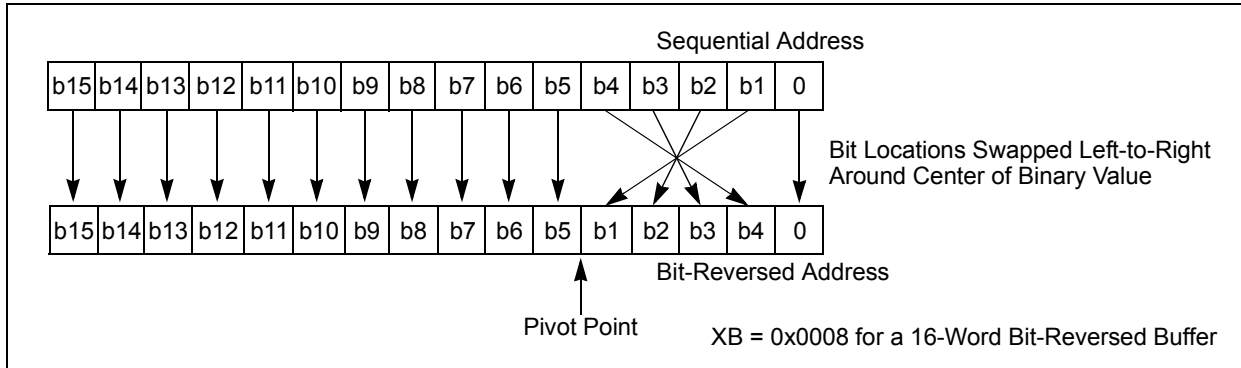 Sequential Address
b15 b14 b13 b12 b11 b10 b9 b8 b7 b6 b5 b4 b3 b2 b1 0
Bit Locations Swapped Left-to-Right
Around Center of Binary Value
b15 b14 b13 b12 b11 b10 b9 b8 b7 b6 b5 b1 b2 b3 b4 0
Bit-Reversed Address
Pivot Point
XB = 0x0008 for a 16-Word Bit-Reversed Buffer